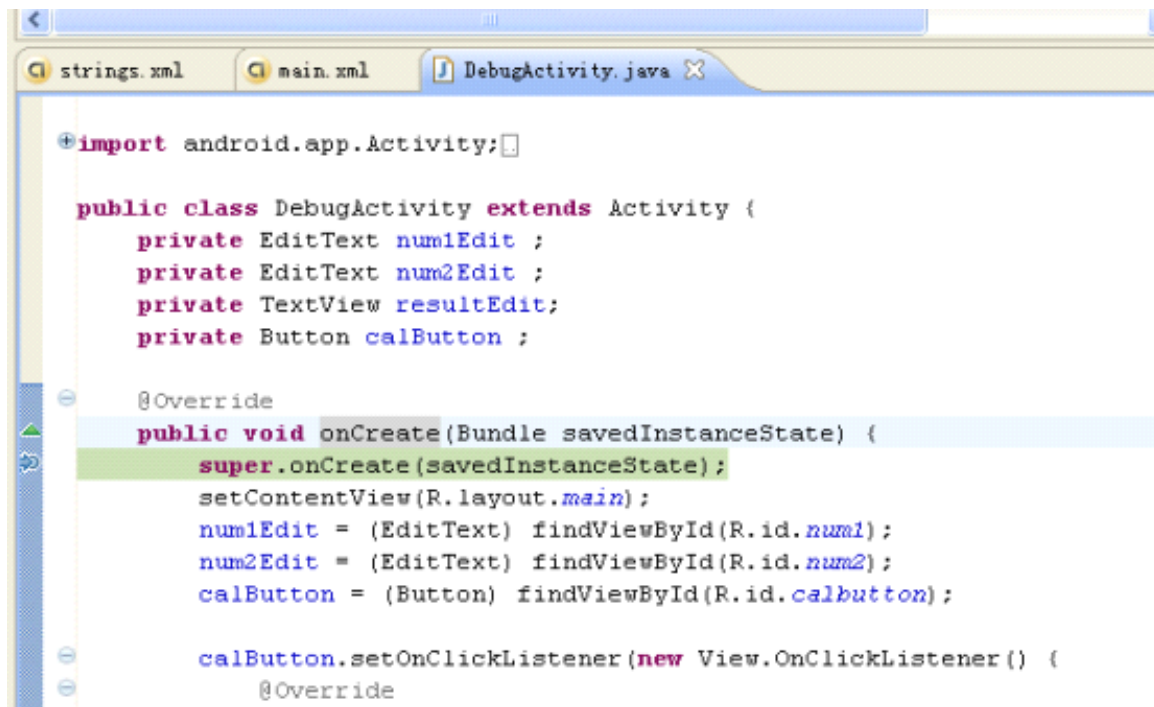 strings.xml main.xml DebugActivity.java
import android.app.Activity;
public class DebugActivity extends Activity {
private EditText num1Edit ;
private EditText num2Edit ;
private TextView resultEdit;
private Button calButton ;
@Override
public void onCreate(Bundle savedInstanceState) {
super.onCreate(savedInstanceState);
setContentView(R.layout.main);
num1Edit = (EditText) findViewById(R.id.num1);
num2Edit = (EditText) findViewById(R.id.num2);
calButton = (Button) findViewById(R.id.calbutton);
calButton.setOnClickListener(new View.OnClickListener() {
@Override